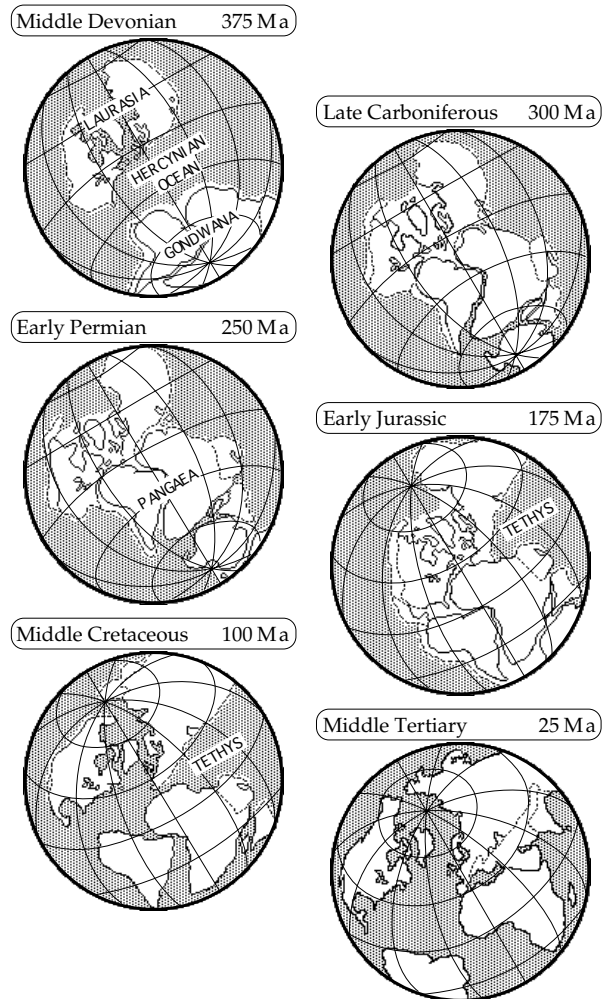 Middle Devonian 375 Ma
LAURASIA
HERCYNIAN
OCEAN
GONDWANA
Late Carboniferous 300 Ma
Early Permian 250 Ma
PANGAEA
Early Jurassic 175 Ma
TETHYS
Middle Cretaceous 100 Ma
TETHYS
Middle Tertiary 25 Ma